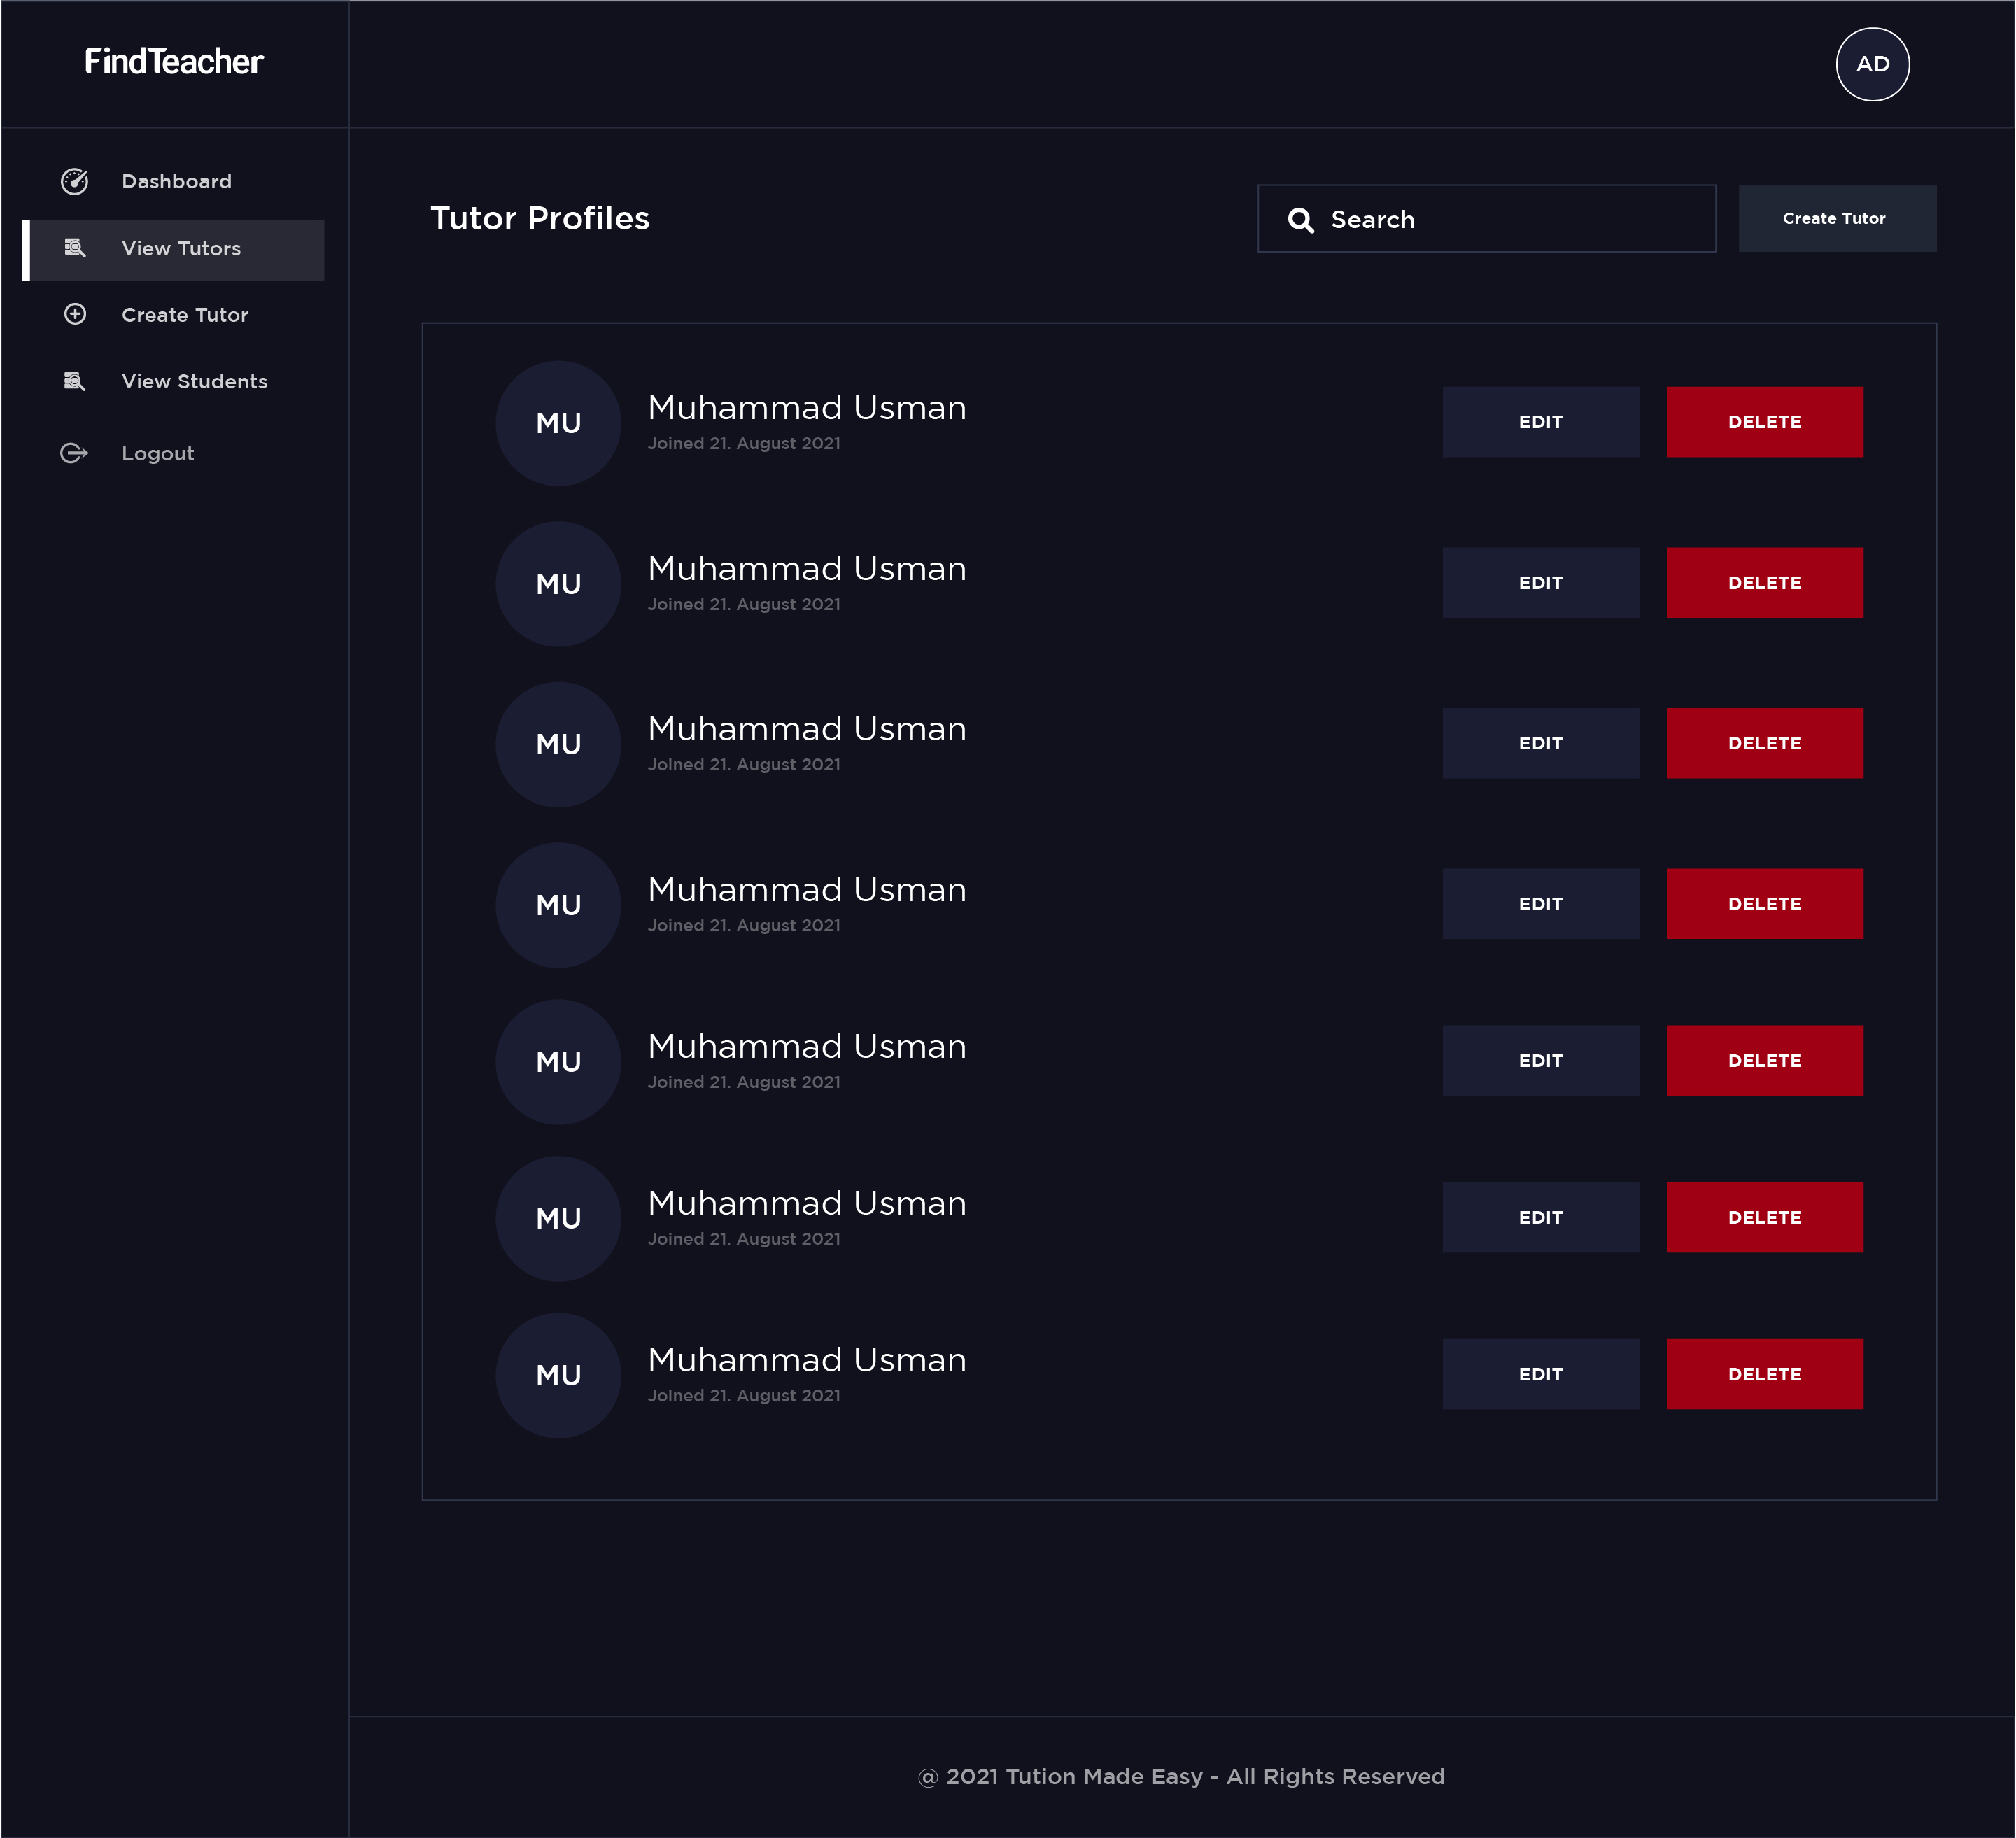 FindTeacher
AD
Dashboard
View Tutors
Create Tutor
View Students
Logout
Tutor Profiles
Search
Create Tutor
MU
Muhammad Usman
Joined 21. August 2021
EDIT
DELETE
MU
Muhammad Usman
Joined 21. August 2021
EDIT
DELETE
MU
Muhammad Usman
Joined 21. August 2021
EDIT
DELETE
MU
Muhammad Usman
Joined 21. August 2021
EDIT
DELETE
MU
Muhammad Usman
Joined 21. August 2021
EDIT
DELETE
MU
Muhammad Usman
Joined 21. August 2021
EDIT
DELETE
MU
Muhammad Usman
Joined 21. August 2021
EDIT
DELETE
@ 2021 Tution Made Easy - All Rights Reserved